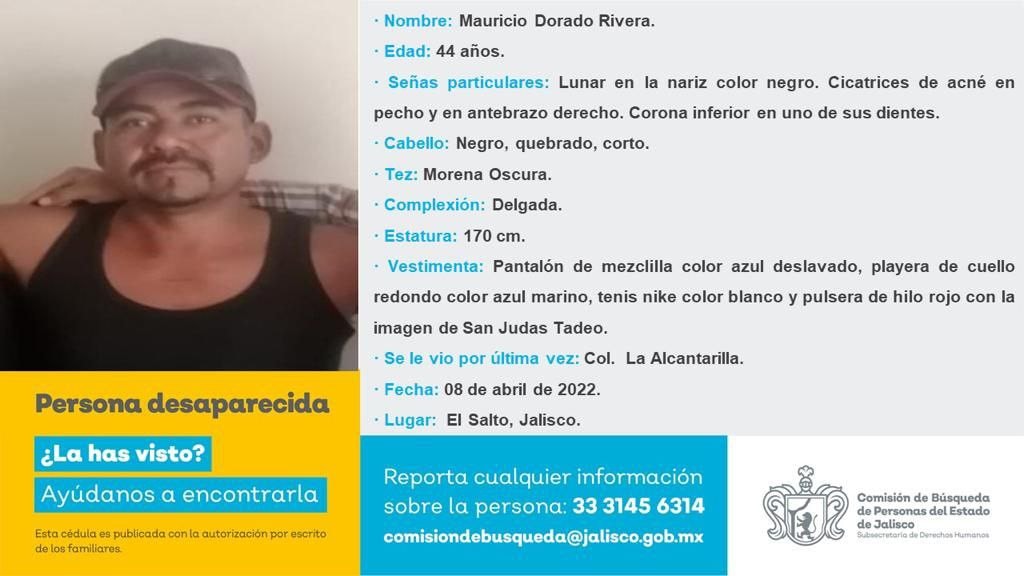 · Nombre: Mauricio Dorado Rivera.
· Edad: 44 años.
· Señas particulares: Lunar en la nariz color negro. Cicatrices de acné en
pecho y en antebrazo derecho. Corona inferior en uno de sus dientes.
· Cabello: Negro, quebrado, corto.
· Tez: Morena Oscura.
· Complexión: Delgada.
· Estatura: 170 cm.
· Vestimenta: Pantalón de mezclilla color azul deslavado, playera de cuello
redondo color azul marino, tenis nike color blanco y pulsera de hilo rojo con la
imagen de San Judas Tadeo.
· Se le vio por última vez: Col. La Alcantarilla.
· Fecha: 08 de abril de 2022.
· Lugar: El Salto, Jalisco.
Persona desaparecida
¿La has visto?
Ayúdanos a encontrarla
Esta cédula es publicada con la autorización por escrito
de los familiares.
Reporta cualquier información
sobre la persona: 33 3145 6314
comisiondebusqueda@jalisco.gob.mx
Comisión de Búsqueda
de Personas del Estado
de Jalisco
Subsecretaría de Derechos Humanos